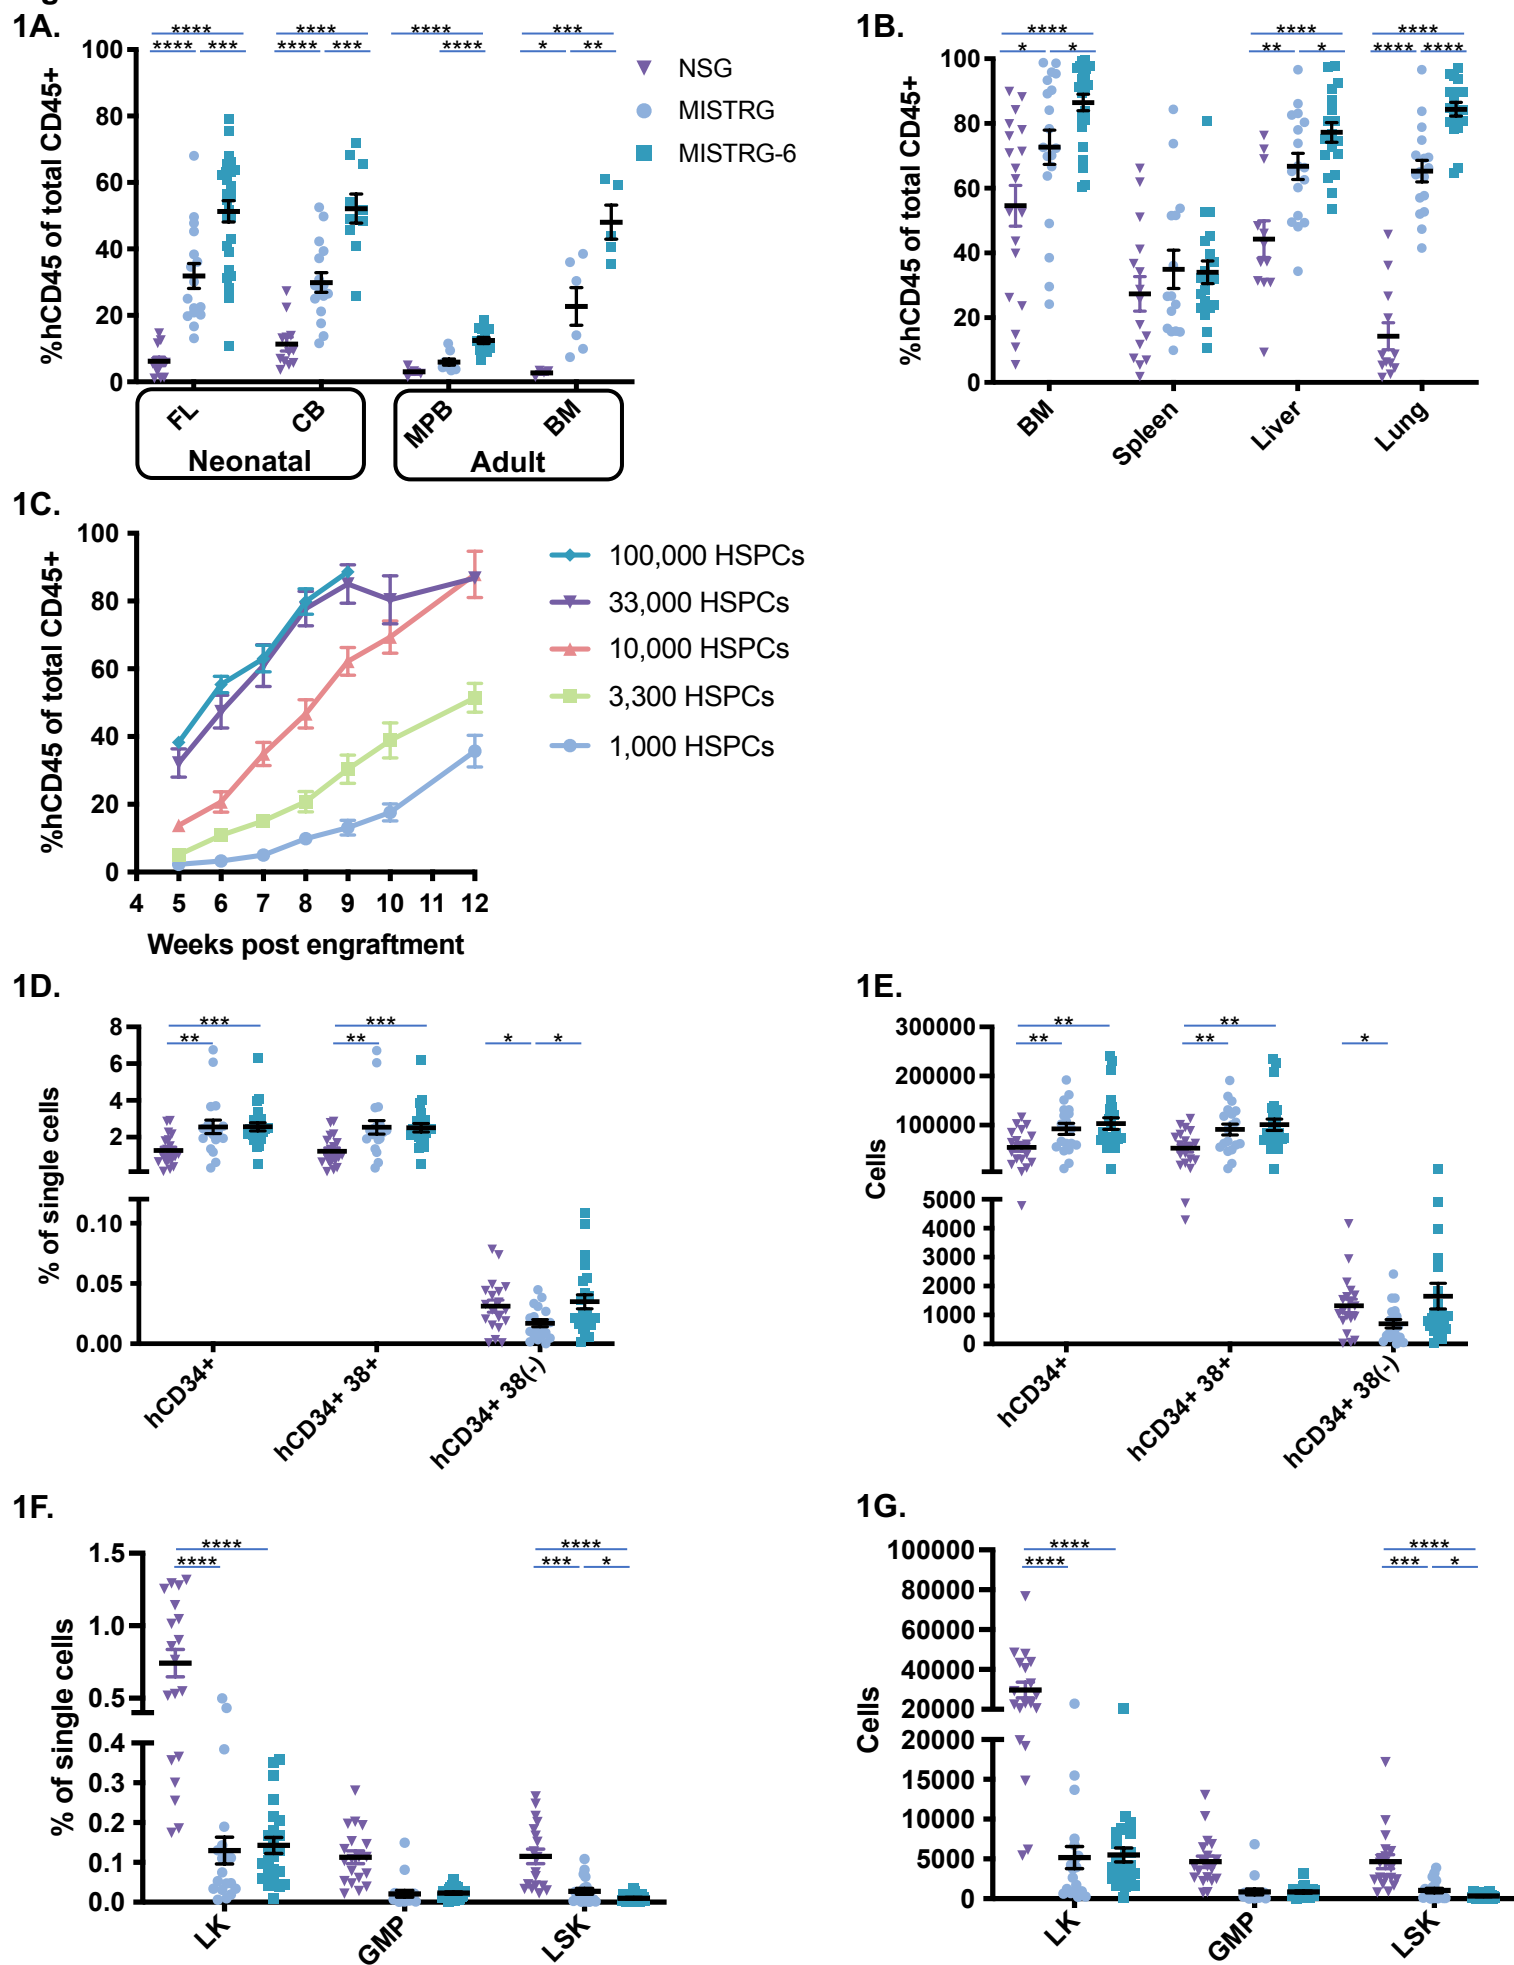 1A.
%hCD45 of total CD45+
100
80
60
40
20
0
**** **** ****  ***
**** *** **** *** **** * **
NSG
MISTRG
MISTRG-6
FL CB MPB BM
Neonatal Adult
1B.
%hCD45 of total CD45+
100
80
60
40
20
0
**** **** ****
* * ** * **** ****
BM Spleen Liver Lung
1C.
%hCD45 of total CD45+
100
80
60
40
20
0
4 5 6 7 8 9 10 11 12
Weeks post engraftment
100,000 HSPCs
33,000 HSPCs
10,000 HSPCs
3,300 HSPCs
1,000 HSPCs
1D.
% of single cells
8
6
4
2
0.10
0.05
0.00
*** ***
** ** * *
hCD34+ hCD34+ 38+ hCD34+ 38(-)
1E.
Cells
300000
200000
100000
5000
4000
3000
2000
1000
0
** **
** ** *
hCD34+ hCD34+ 38+ hCD34+ 38(-)
1F.
% of single cells
1.5
1.0
0.5
0.4
0.3
0.2
0.1
0.0
**** ****
**** *** *
LK GMP LSK
1G.
Cells
100000
80000
60000
40000
20000
20000
15000
10000
5000
0
**** ****
**** *** *
LK GMP LSK